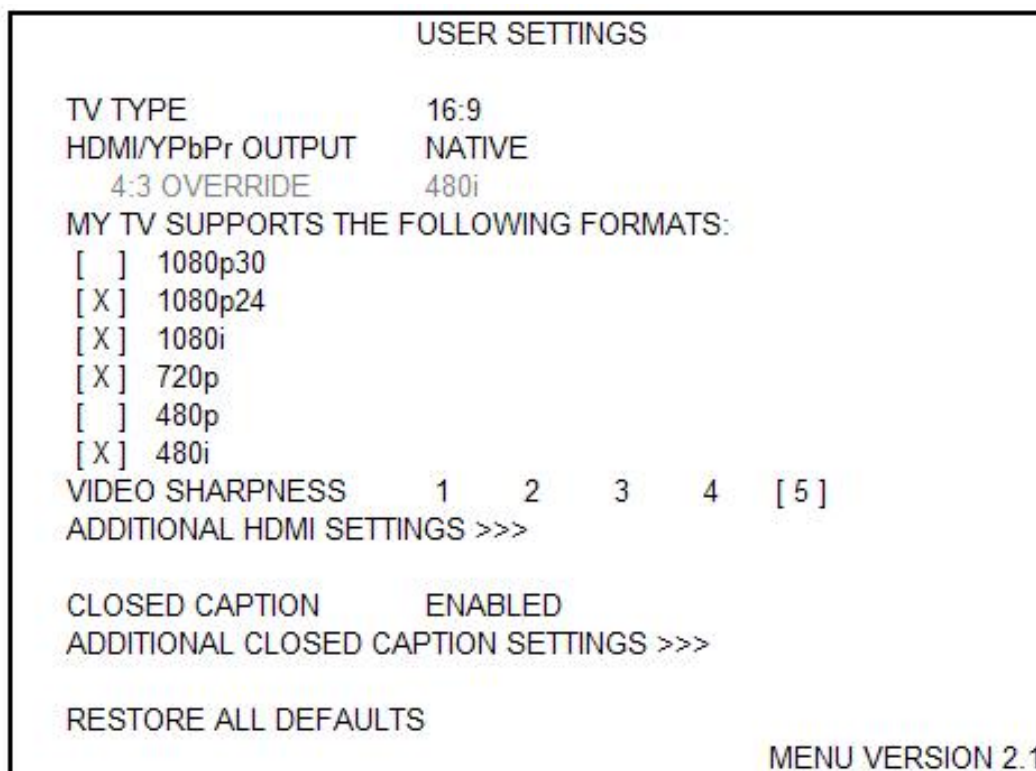 USER SETTINGS
TV TYPE 16:9
HDMI/YPbPr OUTPUT NATIVE
4:3 OVERRIDE 480i
MY TV SUPPORTS THE FOLLOWING FORMATS:
[ ] 1080p30
[ X ] 1080p24
[ X ] 1080i
[ X ] 720p
[ ] 480p
[ X ] 480i
VIDEO SHARPNESS 1 2 3 4 [ 5 ]
ADDITIONAL HDMI SETTINGS >>>
CLOSED CAPTION ENABLED
ADDITIONAL CLOSED CAPTION SETTINGS >>>
RESTORE ALL DEFAULTS
MENU VERSION 2.1